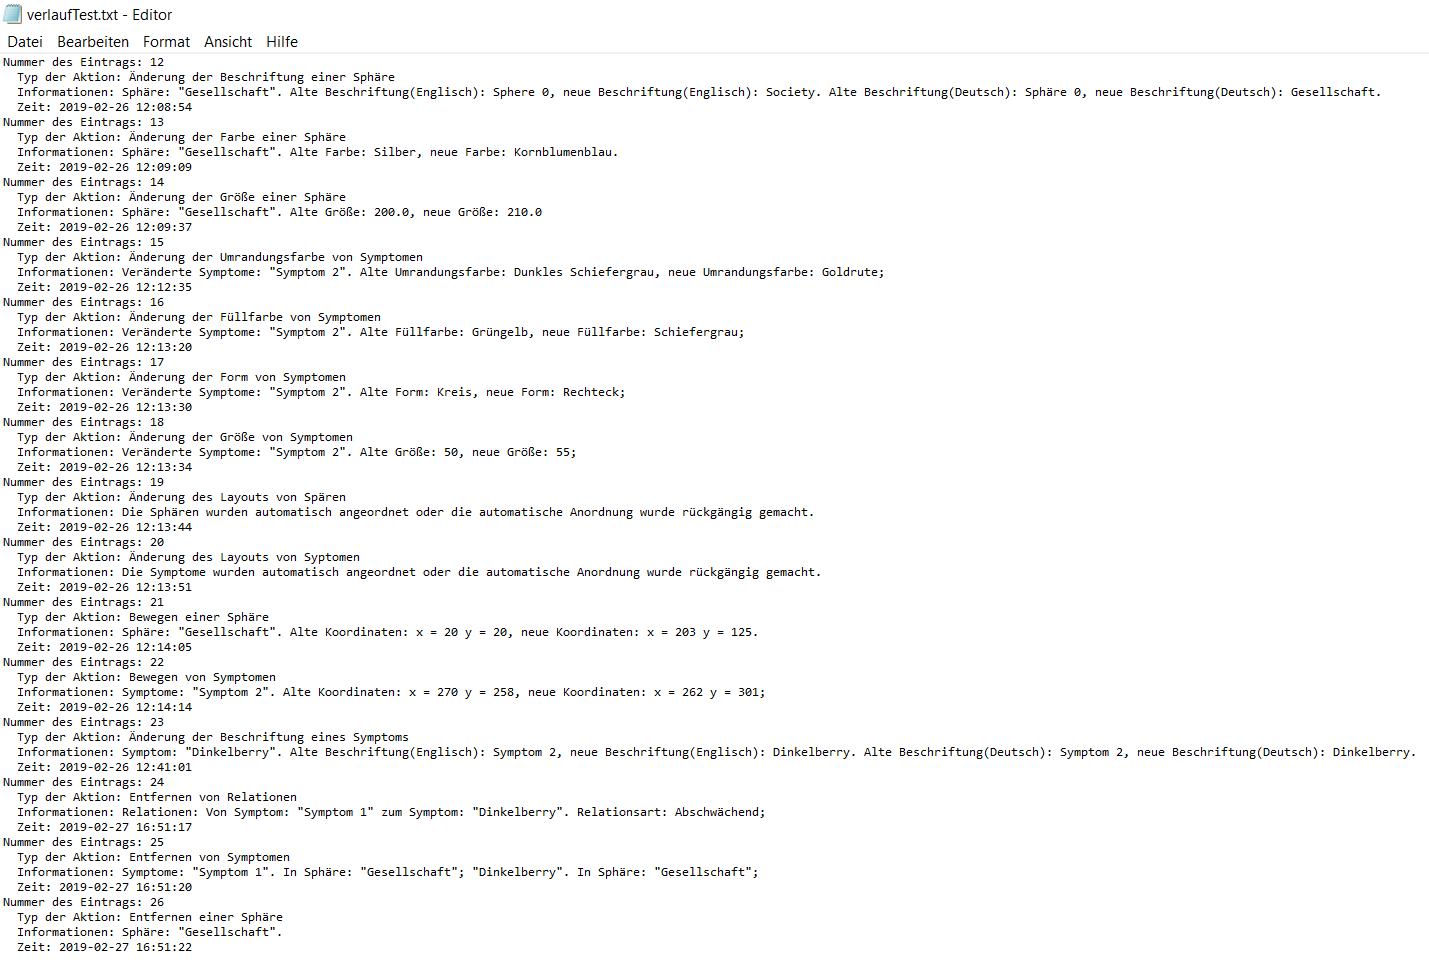 verlaufTest.txt - Editor
Datei Bearbeiten Format Ansicht Hilfe
Nummer des Eintrags: 12
Typ der Aktion: Änderung der Beschriftung einer Sphäre
Informationen: Sphäre: "Gesellschaft". Alte Beschriftung(Englisch): Sphere 0, neue Beschriftung(Englisch): Society. Alte Beschriftung(Deutsch): Sphäre 0, neue Beschriftung(Deutsch): Gesellschaft.
Zeit: 2019-02-26 12:08:54
Nummer des Eintrags: 13
Typ der Aktion: Änderung der Farbe einer Sphäre
Informationen: Sphäre: "Gesellschaft". Alte Farbe: Silber, neue Farbe: Kornblumenblau.
Zeit: 2019-02-26 12:09:09
Nummer des Eintrags: 14
Typ der Aktion: Änderung der Größe einer Sphäre
Informationen: Sphäre: "Gesellschaft". Alte Größe: 200.0, neue Größe: 210.0
Zeit: 2019-02-26 12:09:37
Nummer des Eintrags: 15
Typ der Aktion: Änderung der Umrandungsfarbe von Symptomen
Informationen: Veränderte Symptome: "Symptom 2". Alte Umrandungsfarbe: Dunkles Schiefergrau, neue Umrandungsfarbe: Goldrute;
Zeit: 2019-02-26 12:12:35
Nummer des Eintrags: 16
Typ der Aktion: Änderung der Füllfarbe von Symptomen
Informationen: Veränderte Symptome: "Symptom 2". Alte Füllfarbe: Grüngelb, neue Füllfarbe: Schiefergrau;
Zeit: 2019-02-26 12:13:20
Nummer des Eintrags: 17
Typ der Aktion: Änderung der Form von Symptomen
Informationen: Veränderte Symptome: "Symptom 2". Alte Form: Kreis, neue Form: Rechteck;
Zeit: 2019-02-26 12:13:30
Nummer des Eintrags: 18
Typ der Aktion: Änderung der Größe von Symptomen
Informationen: Veränderte Symptome: "Symptom 2". Alte Größe: 50, neue Größe: 55;
Zeit: 2019-02-26 12:13:34
Nummer des Eintrags: 19
Typ der Aktion: Änderung des Layouts von Spären
Informationen: Die Sphären wurden automatisch angeordnet oder die automatische Anordnung wurde rückgängig gemacht.
Zeit: 2019-02-26 12:13:44
Nummer des Eintrags: 20
Typ der Aktion: Änderung des Layouts von Syptomen
Informationen: Die Symptome wurden automatisch angeordnet oder die automatische Anordnung wurde rückgängig gemacht.
Zeit: 2019-02-26 12:13:51
Nummer des Eintrags: 21
Typ der Aktion: Bewegen einer Sphäre
Informationen: Sphäre: "Gesellschaft". Alte Koordinaten: x = 20 y = 20, neue Koordinaten: x = 203 y = 125.
Zeit: 2019-02-26 12:14:05
Nummer des Eintrags: 22
Typ der Aktion: Bewegen von Symptomen
Informationen: Symptome: "Symptom 2". Alte Koordinaten: x = 270 y = 258, neue Koordinaten: x = 262 y = 301;
Zeit: 2019-02-26 12:14:14
Nummer des Eintrags: 23
Typ der Aktion: Änderung der Beschriftung eines Symptoms
Informationen: Symptom: "Dinkelberry". Alte Beschriftung(Englisch): Symptom 2, neue Beschriftung(Englisch): Dinkelberry. Alte Beschriftung(Deutsch): Symptom 2, neue Beschriftung(Deutsch): Dinkelberry.
Zeit: 2019-02-26 12:41:01
Nummer des Eintrags: 24
Typ der Aktion: Entfernen von Relationen
Informationen: Relationen: Von Symptom: "Symptom 1" zum Symptom: "Dinkelberry". Relationsart: Abschwächend;
Zeit: 2019-02-27 16:51:17
Nummer des Eintrags: 25
Typ der Aktion: Entfernen von Symptomen
Informationen: Symptome: "Symptom 1". In Sphäre: "Gesellschaft"; "Dinkelberry". In Sphäre: "Gesellschaft";
Zeit: 2019-02-27 16:51:20
Nummer des Eintrags: 26
Typ der Aktion: Entfernen einer Sphäre
Informationen: Sphäre: "Gesellschaft".
Zeit: 2019-02-27 16:51:22